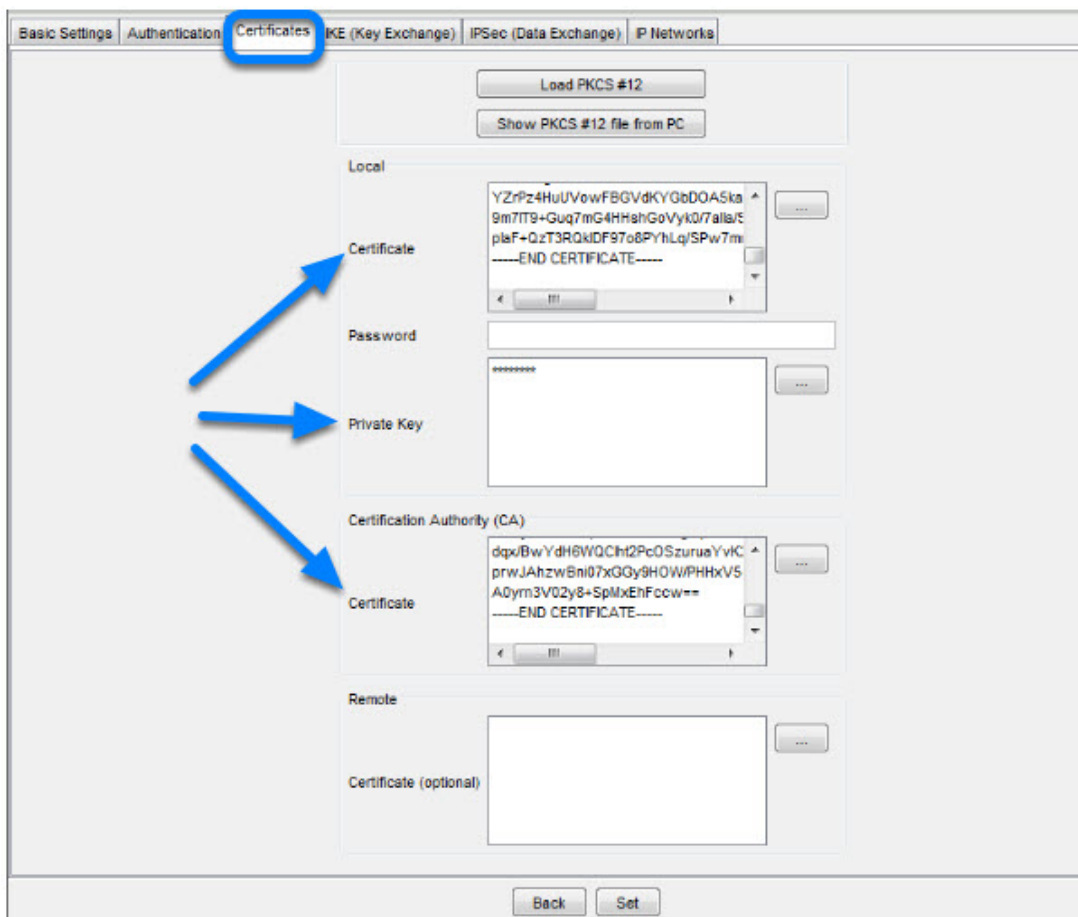 Basic Settings Authentication Certificates IKE (Key Exchange) IPSec (Data Exchange) IP Networks
Load PKCS #12
Show PKCS #12 file from PC
Local
YZrPz4HuUVowFBGVdKYGbDOA5ka
...
9m7lT9+Guq7mG4HHshGoVyk0/7alla/S
plaF+QzT3RQkIDF97o8PYhLq/SPw7m
Certificate
-----END CERTIFICATE-----
Password
********
...
Private Key
Certification Authority (CA)
dqx/BwYdH6WQClht2PcOSzuruaYvK
...
prwJAhzwBni07xGGy9HOW/PHHxV5
A0yrn3V02y8+SpMxEhFccw==
Certificate
-----END CERTIFICATE-----
Remote
...
Certificate (optional)
Back Set